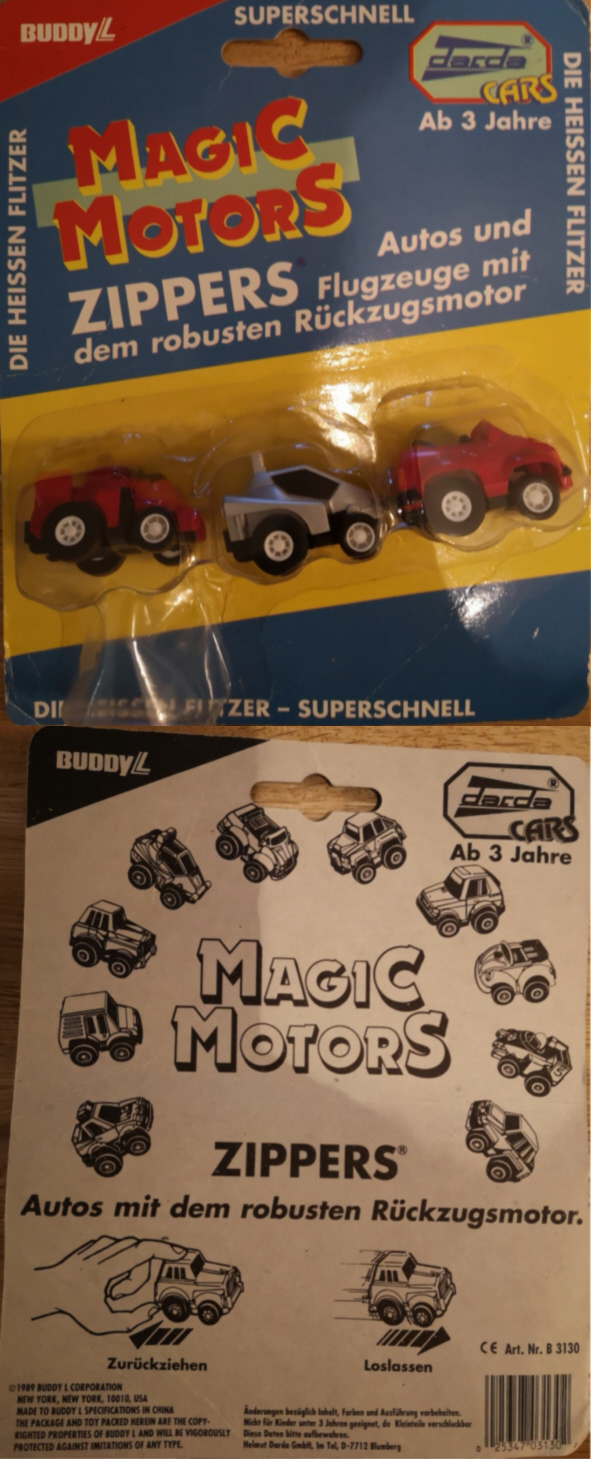 BUDDY L
SUPERSCHNELL
darda®
CARS
Ab 3 Jahre
DIE HEISSEN FLITZER
DIE HEISSEN FLITZER
MAGIC
MOTORS
ZIPPERS®
Autos und
Flugzeuge mit
dem robusten Rückzugsmotor
FLITZER – SUPERSCHNELL
BUDDY L
darda®
CARS
Ab 3 Jahre
MAGIC
MOTORS
ZIPPERS®
Autos mit dem robusten Rückzugsmotor.
Zurückziehen
Loslassen
CE Art. Nr. B 3130
©1989 BUDDY L CORPORATION
NEW YORK, NEW YORK, 10010, USA
MADE TO BUDDY L SPECIFICATIONS IN CHINA
THE PACKAGE AND TOY PACKED HEREIN ARE THE COPY-
RIGHTED PROPERTIES OF BUDDY L AND WILL BE VIGOROUSLY
PROTECTED AGAINST IMITATIONS OF ANY TYPE.
Änderungen bezüglich Inhalt, Farben und Ausführung vorbehalten.
Nicht für Kinder unter 3 Jahren geeignet, da Kleinteile verschluckbar
Diese Daten bitte aufbewahren.
Helmut Darda GmbH, Im Tel, D-7712 Blumberg
0 25347 03130